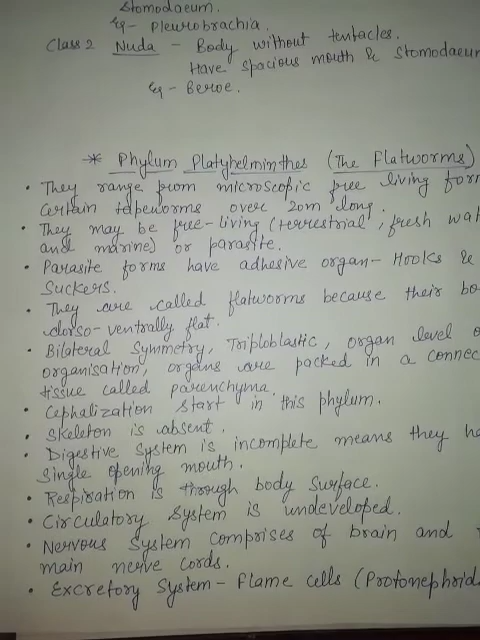 Stomodaeum.
Eg - Pleurobrachia.
Class 2 Nuda - Body without tentacles.
Have spacious mouth & Stomodaeum
Eg - Beroe.
* Phylum Platyhelminthes (The Flatworms)
• They range from microscopic free living form
Certain tapeworms over 20m long.
• They may be free-living (terrestrial, fresh wat
and marine) or parasite.
• Parasite forms have adhesive organ - Hooks &
Suckers.
• They are called flatworms because their bo
dorso-ventrally flat.
• Bilateral Symmetry, Triploblastic, organ level o
organisation, organs are packed in a connec
tissue called parenchyma.
• Cephalization start in this phylum.
• Skeleton is absent.
• Digestive System is incomplete means they ha
Single opening mouth.
• Respiration is through body surface.
• Circulatory System is undeveloped.
• Nervous System comprises of brain and
main nerve cords.
• Excretory System - Flame cells (Protonephrid